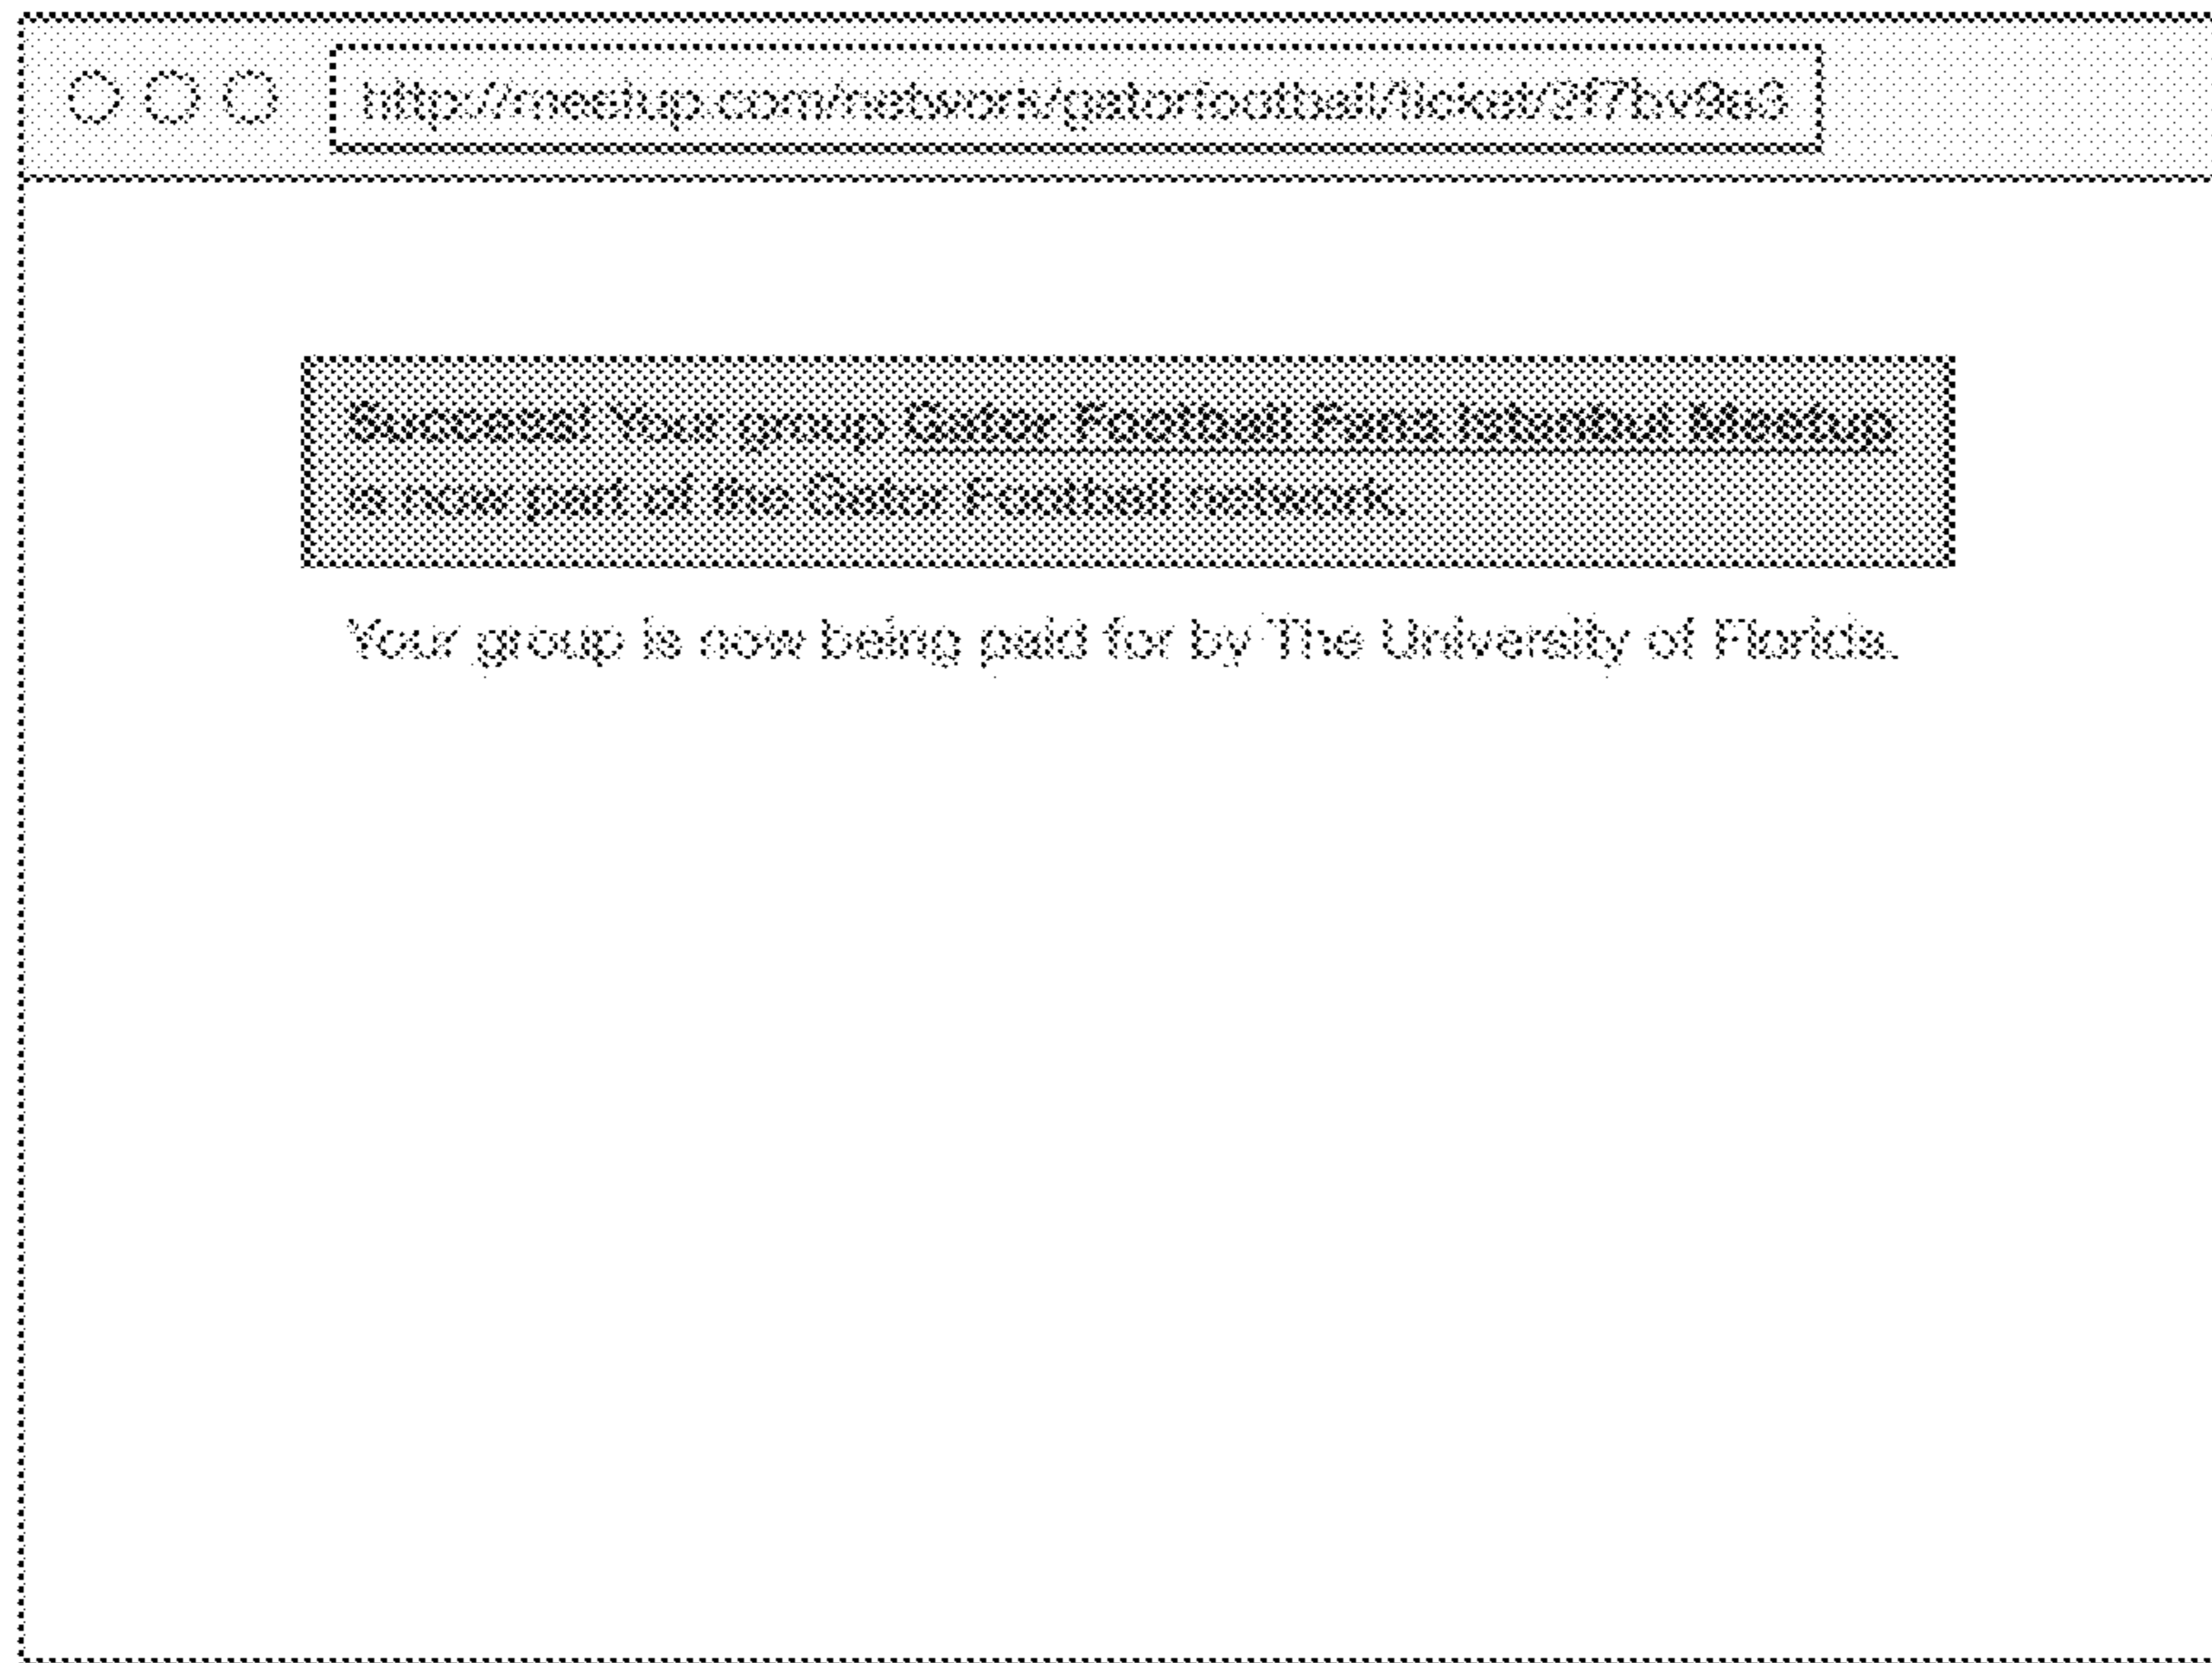 http://meetup.com/network/gatorfootball/ticket/2f7bv9a3
Success! Your group Gator Football Fans Istanbul Meetup
is now part of the Gator Football network.
Your group is now being paid for by The University of Florida.